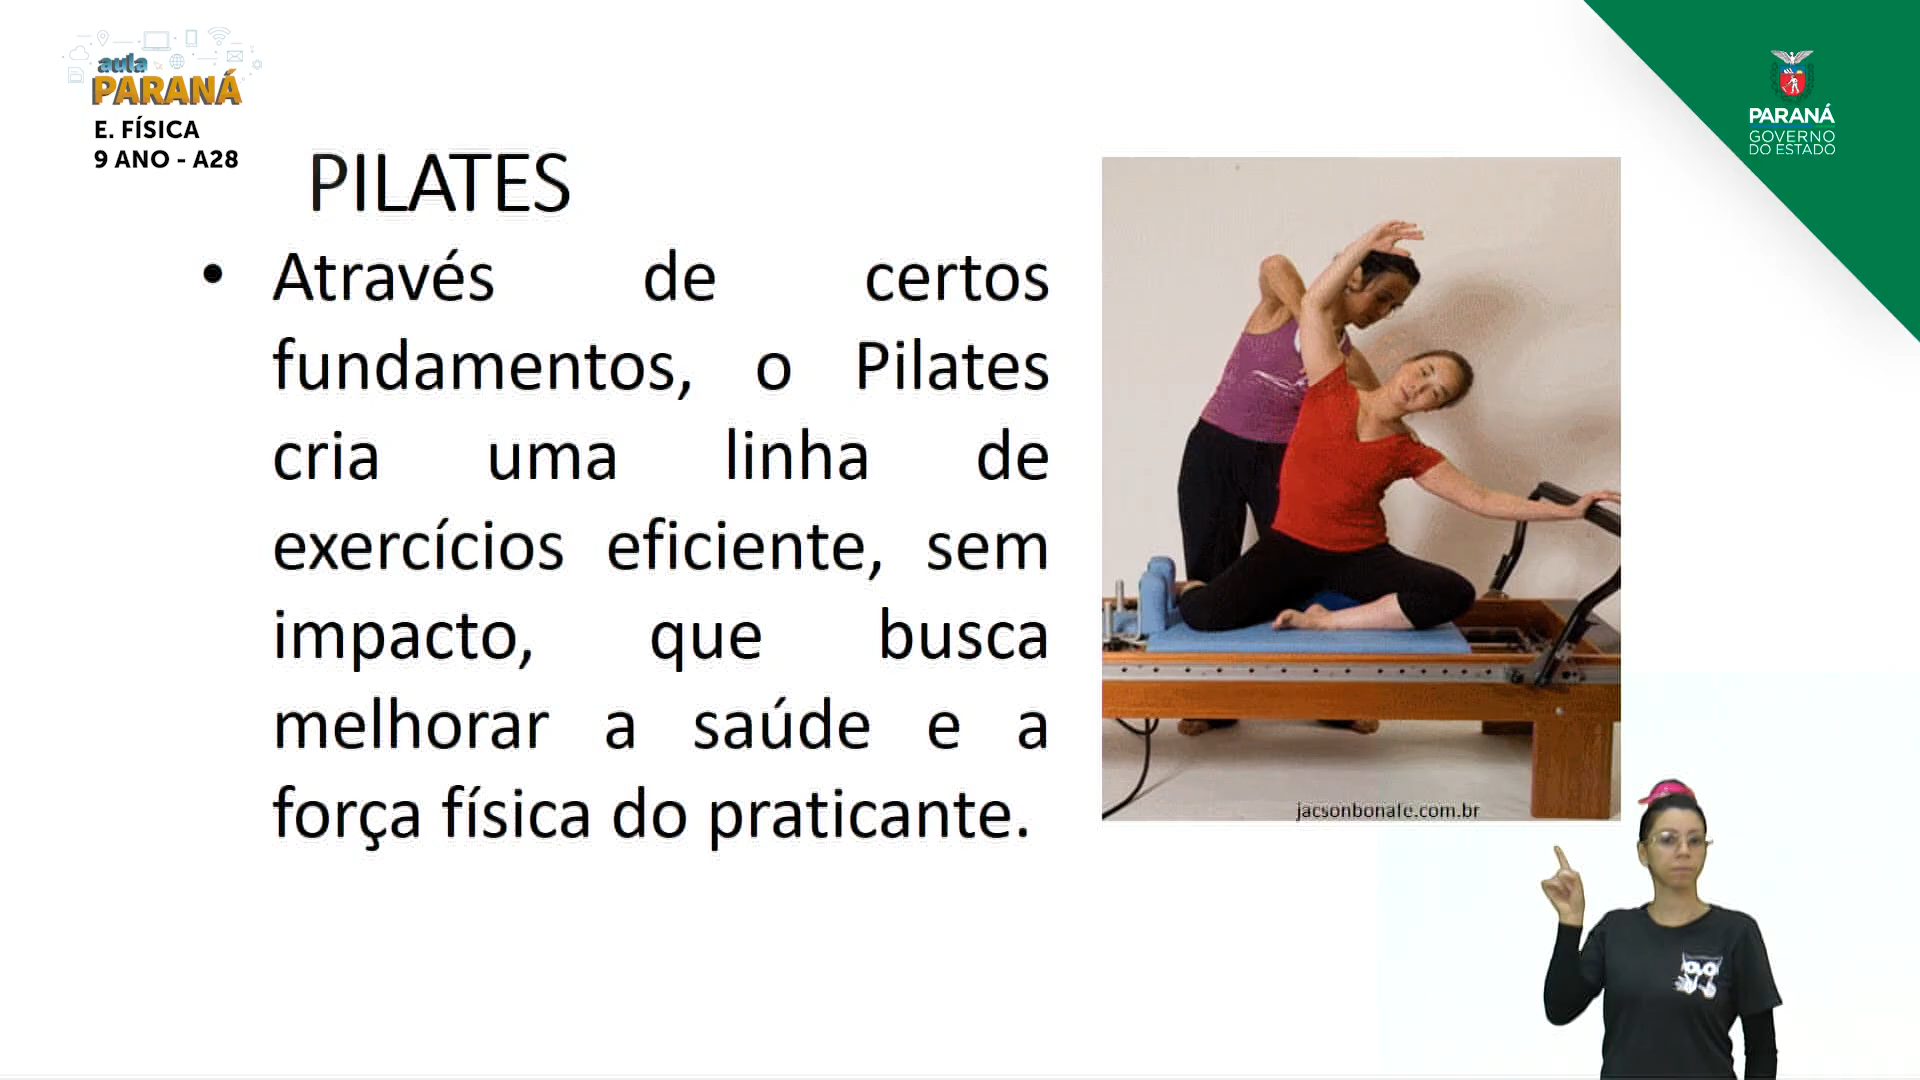 aula
PARANÁ
E. FÍSICA
9 ANO - A28
PARANÁ
GOVERNO
DO ESTADO
PILATES
• Através de certos
fundamentos, o Pilates
cria uma linha de
exercícios eficiente, sem
impacto, que busca
melhorar a saúde e a
força física do praticante.
jacsonbonafe.com.br